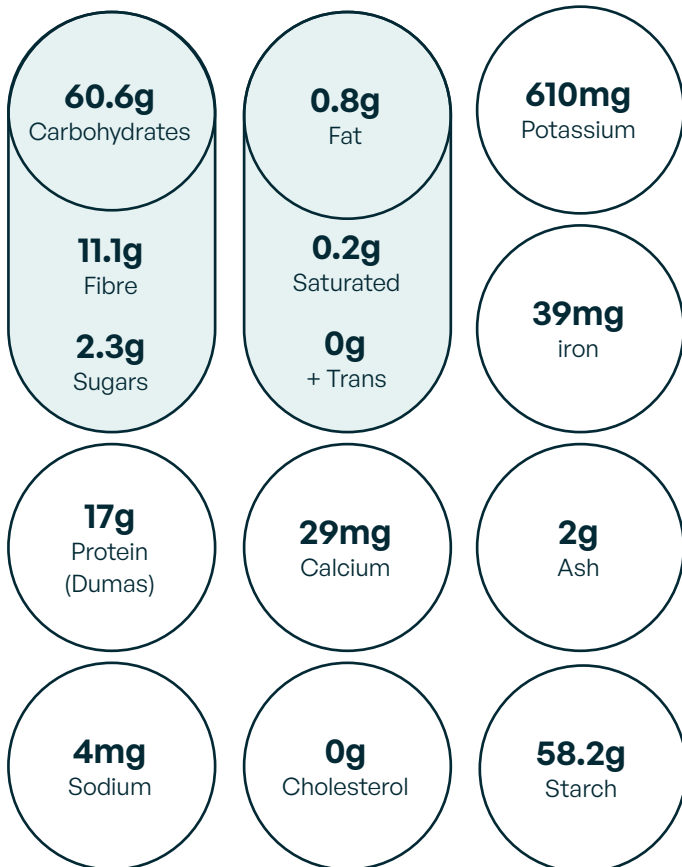 60.6g
Carbohydrates
11.1g
Fibre
2.3g
Sugars
0.8g
Fat
0.2g
Saturated
0g
+ Trans
610mg
Potassium
39mg
iron
17g
Protein
(Dumas)
29mg
Calcium
2g
Ash
4mg
Sodium
0g
Cholesterol
58.2g
Starch